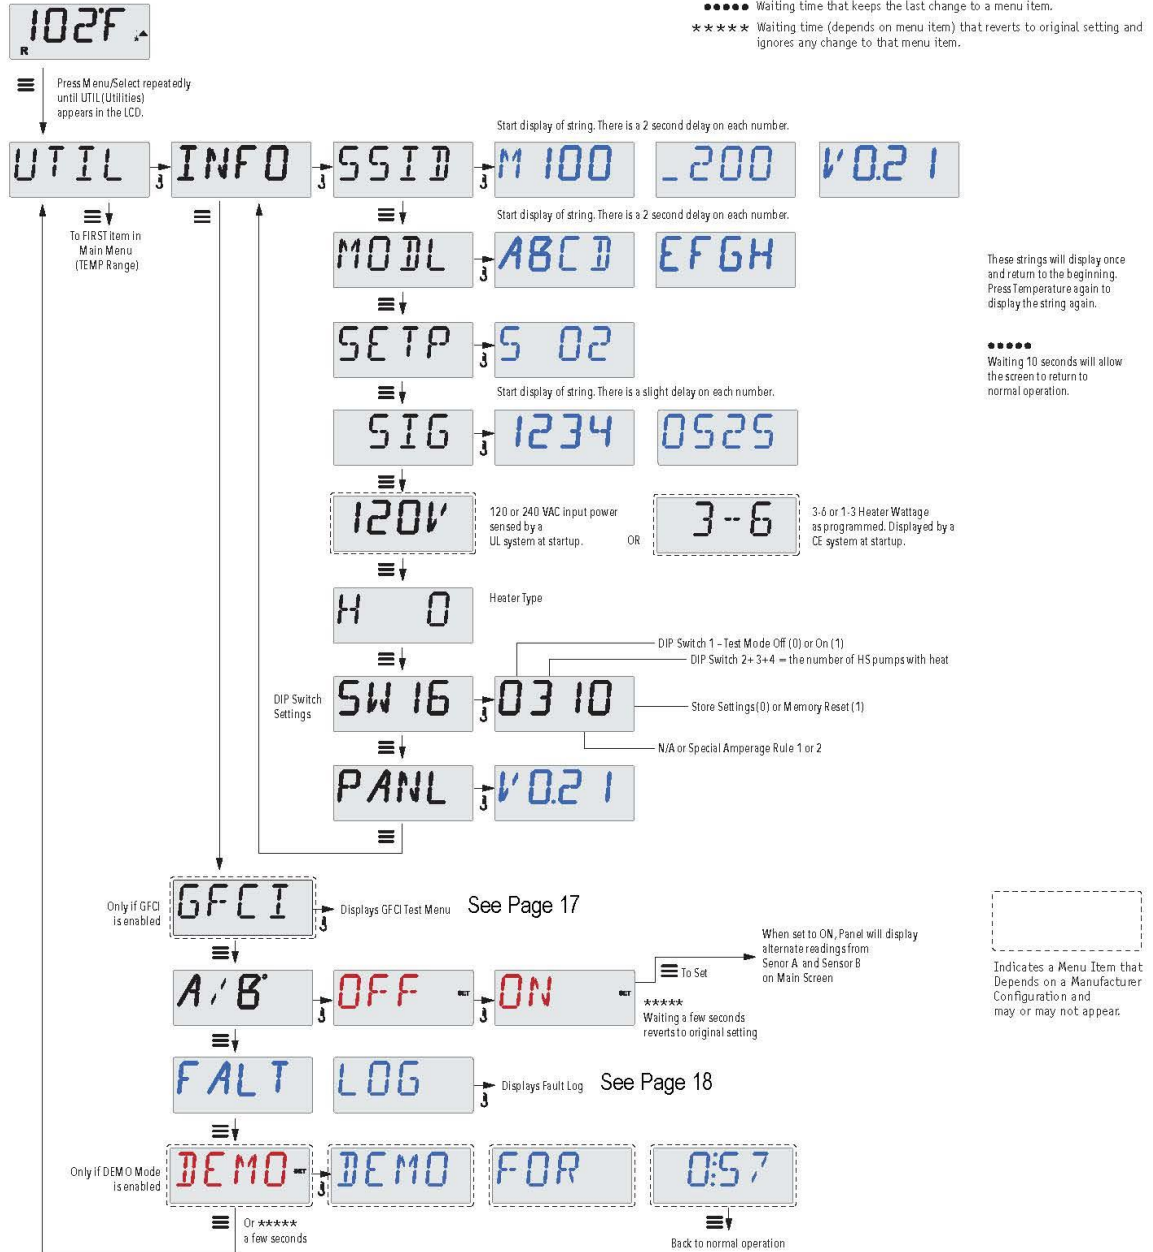 ●●●●● Waiting time that keeps the last change to a menu item.
***** Waiting time (depends on menu item) that reverts to original setting and
ignores any change to that menu item.
102°F
R
Press Menu/Select repeatedly
until UTIL (Utilities)
appears in the LCD.
Start display of string. There is a 2 second delay on each number.
UTIL INFO SSID M100 _200 V0.21
To FIRST item in
Main Menu
(TEMP Range)
Start display of string. There is a 2 second delay on each number.
MODL ABCD EFGH
These strings will display once
and return to the beginning.
Press Temperature again to
display the string again.
●●●●●
Waiting 10 seconds will allow
the screen to return to
normal operation.
SETP S 02
Start display of string. There is a slight delay on each number.
SIG 1234 0525
120V
120 or 240 VAC input power
sensed by a
UL system at startup.
OR
3--6
3-6 or 1-3 Heater Wattage
as programmed. Displayed by a
CE system at startup.
H 0
Heater Type
DIP Switch 1 – Test Mode Off (0) or On (1)
DIP Switch 2+ 3+4 = the number of HS pumps with heat
DIP Switch
Settings
SW16 0310
Store Settings (0) or Memory Reset (1)
N/A or Special Amperage Rule 1 or 2
PANL V0.21
Only if GFCI
is enabled
GFCI
Displays GFCI Test Menu See Page 17
A/B°
OFF SET
ON SET
To Set
When set to ON, Panel will display
alternate readings from
Senor A and Sensor B
on Main Screen
*****
Waiting a few seconds
reverts to original setting
Indicates a Menu Item that
Depends on a Manufacturer
Configuration and
may or may not appear.
FALT LOG
Displays Fault Log See Page 18
Only if DEMO Mode
is enabled
DEMO SET
DEMO FOR 0:57
Or *****
a few seconds
Back to normal operation